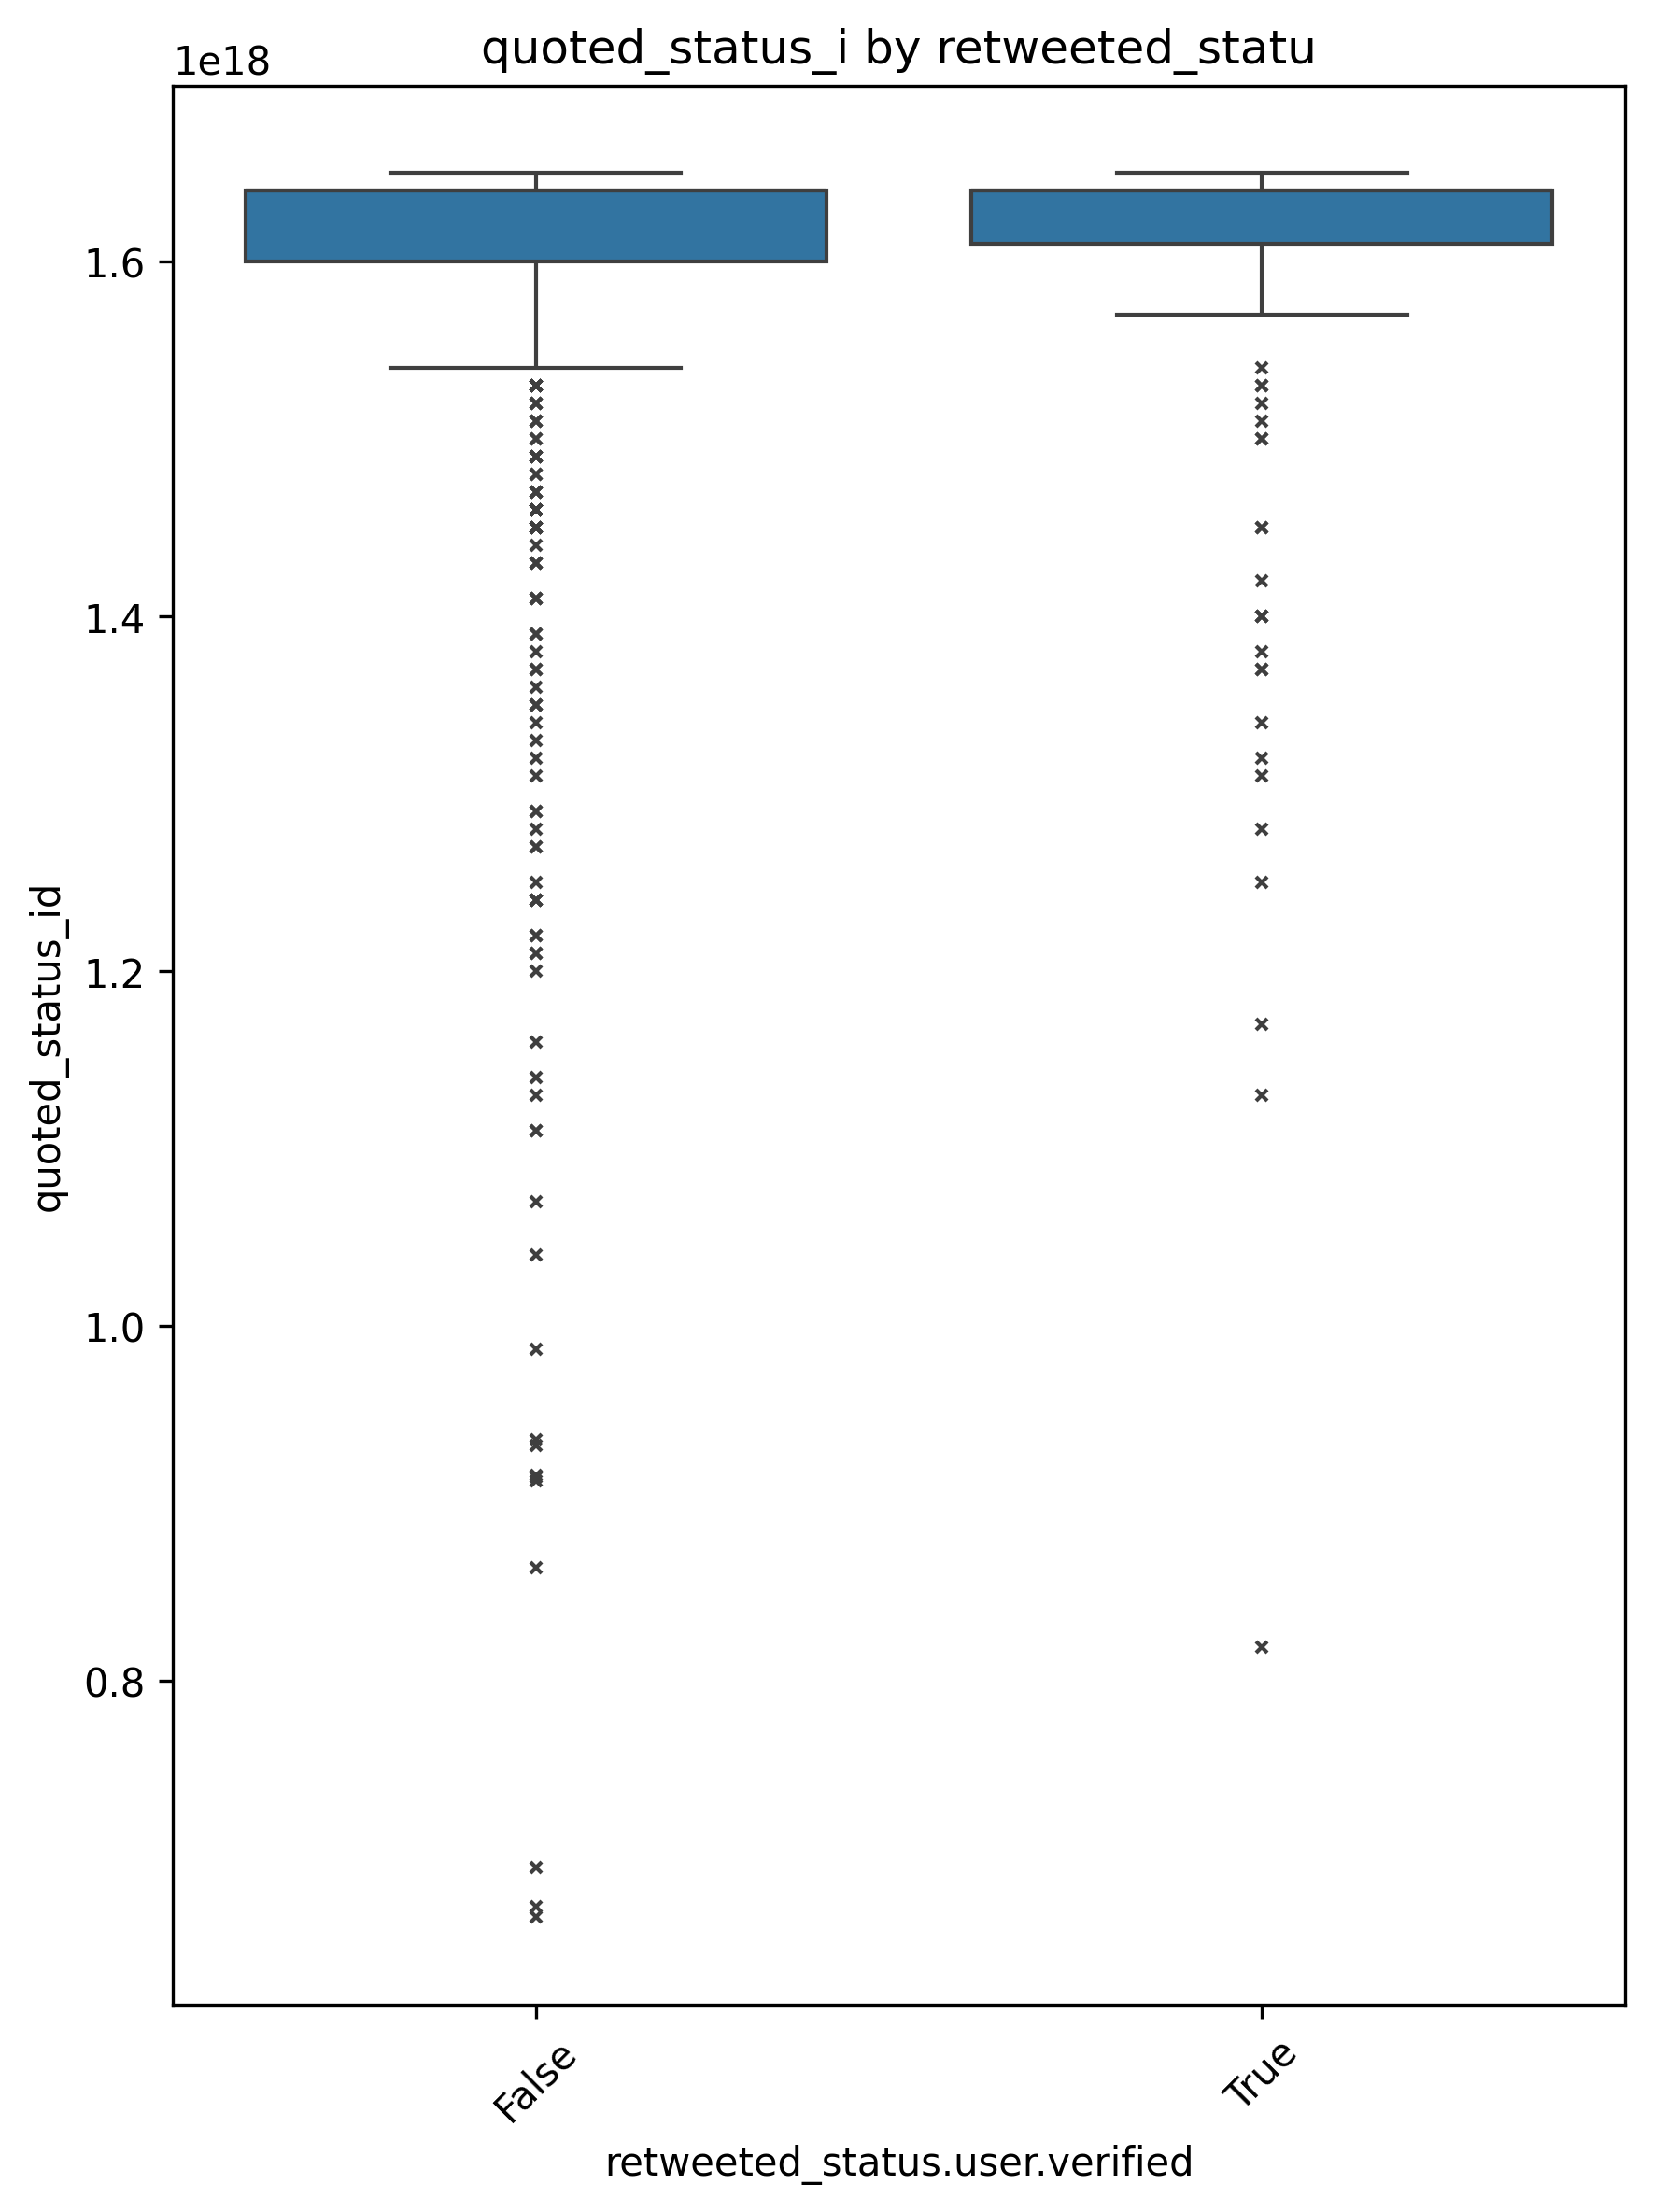 quoted_status_i by retweeted_statu
1e18
1.6
1.4
1.2
1.0
0.8
quoted_status_id
False
True
retweeted_status.user.verified